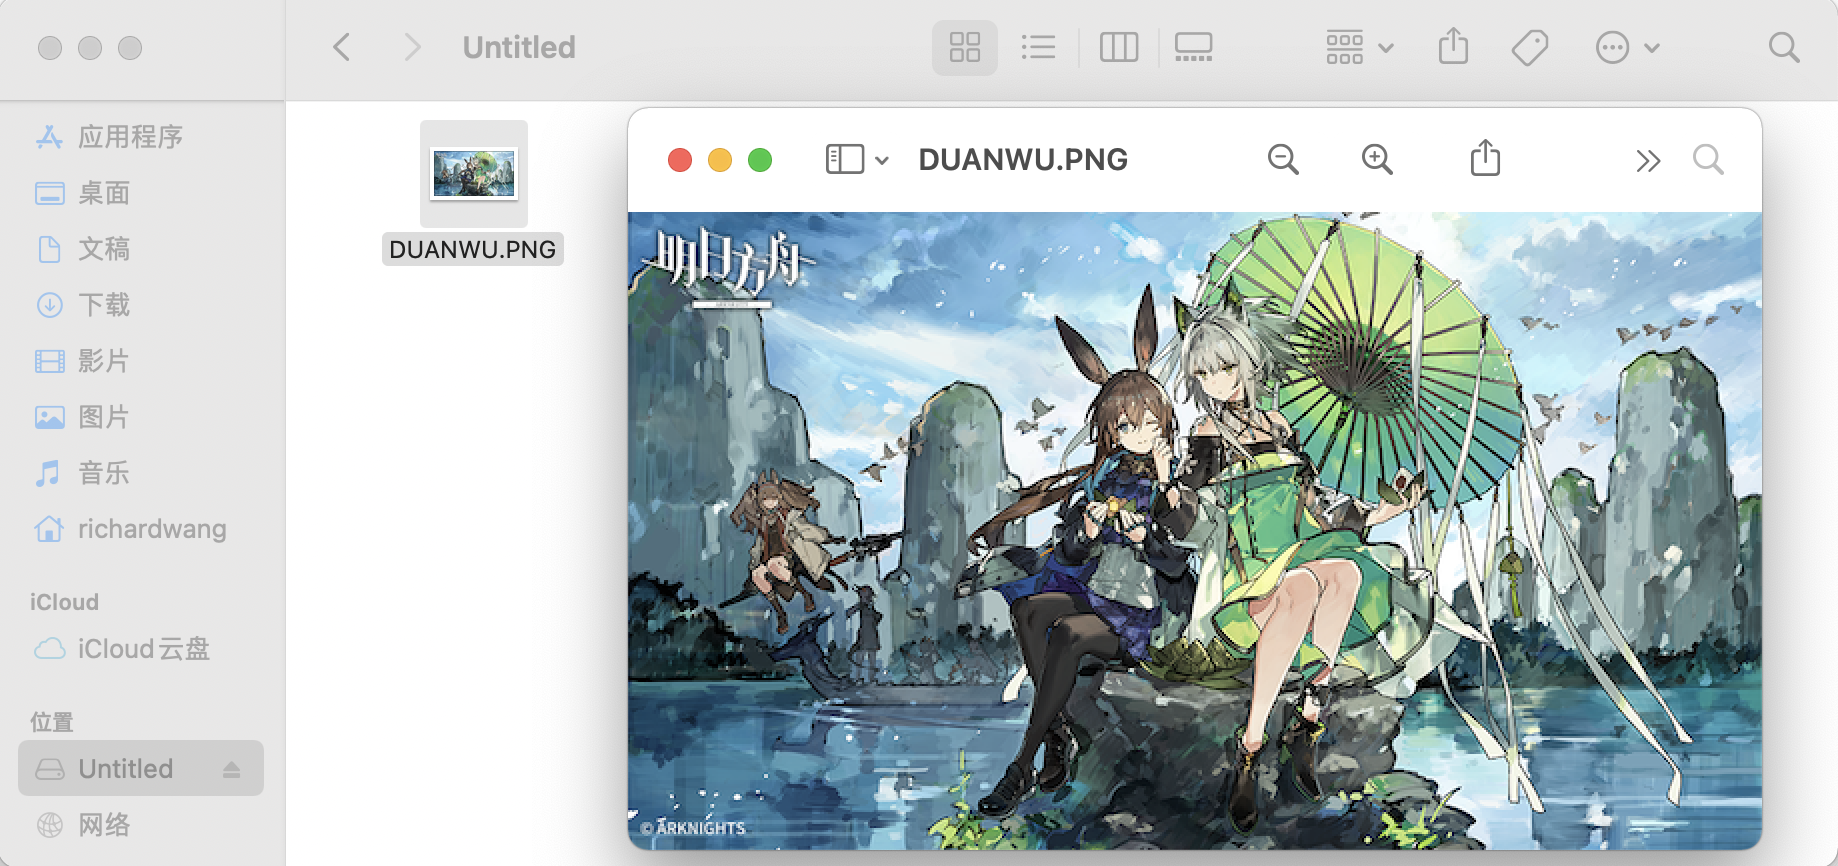 Untitled
应用程序
桌面
文稿
下载
影片
图片
音乐
richardwang
iCloud
iCloud云盘
位置
Untitled
网络
DUANWU.PNG
DUANWU.PNG
明日方舟
ARKNIGHTS
© ARKNIGHTS